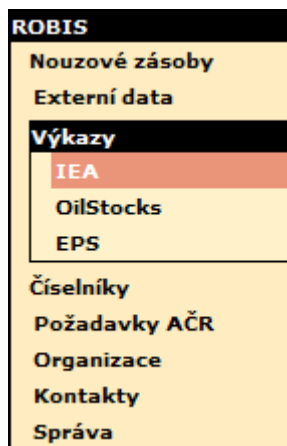 ROBIS
Nouzové zásoby
Externí data
Výkazy
IEA
OilStocks
EPS
Číselníky
Požadavky AČR
Organizace
Kontakty
Správa